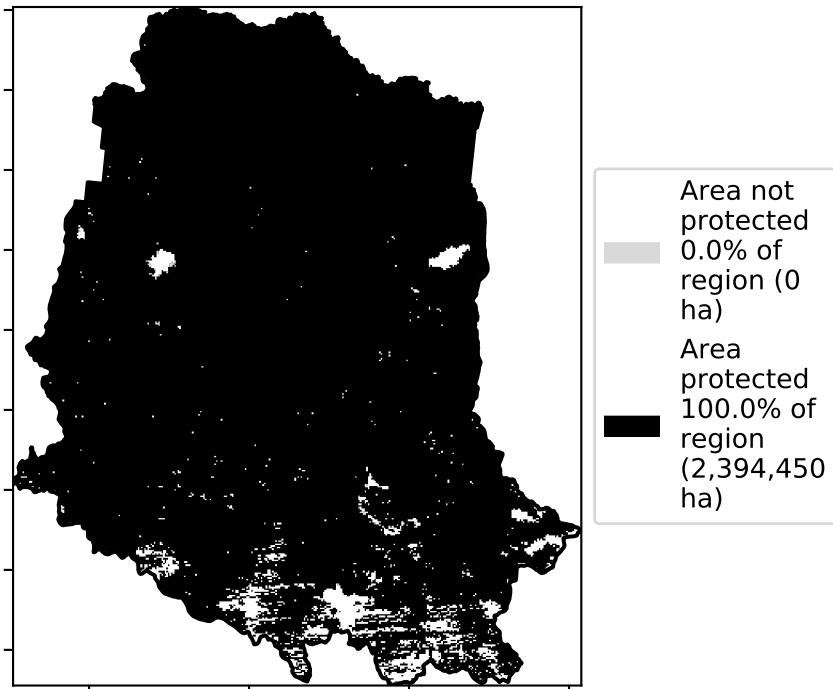 Area not
protected
0.0% of
region (0
ha)
Area
protected
100.0% of
region
(2,394,450
ha)